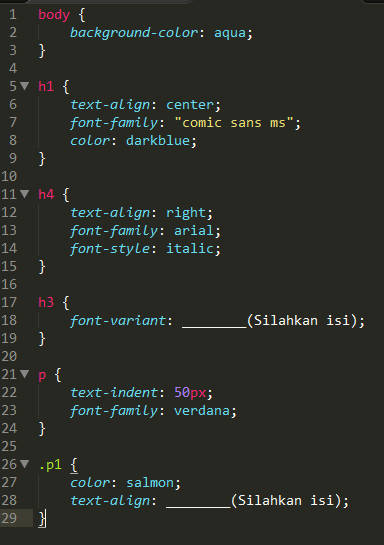 1 body {
2 background-color: aqua;
3 }
4
5 h1 {
6 text-align: center;
7 font-family: "comic sans ms";
8 color: darkblue;
9 }
10
11 h4 {
12 text-align: right;
13 font-family: arial;
14 font-style: italic;
15 }
16
17 h3 {
18 font-variant: ________(Silahkan isi);
19 }
20
21 p {
22 text-indent: 50px;
23 font-family: verdana;
24 }
25
26 .p1 {
27 color: salmon;
28 text-align: ________(Silahkan isi);
29 }